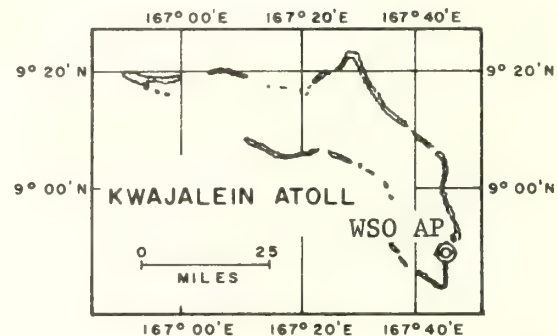 167° 00' E 167° 20' E 167° 40' E
9° 20' N 9° 20' N
9° 00' N 9° 00' N
KWAJALEIN ATOLL
WSO AP
0 25
MILES
167° 00' E 167° 20' E 167° 40' E